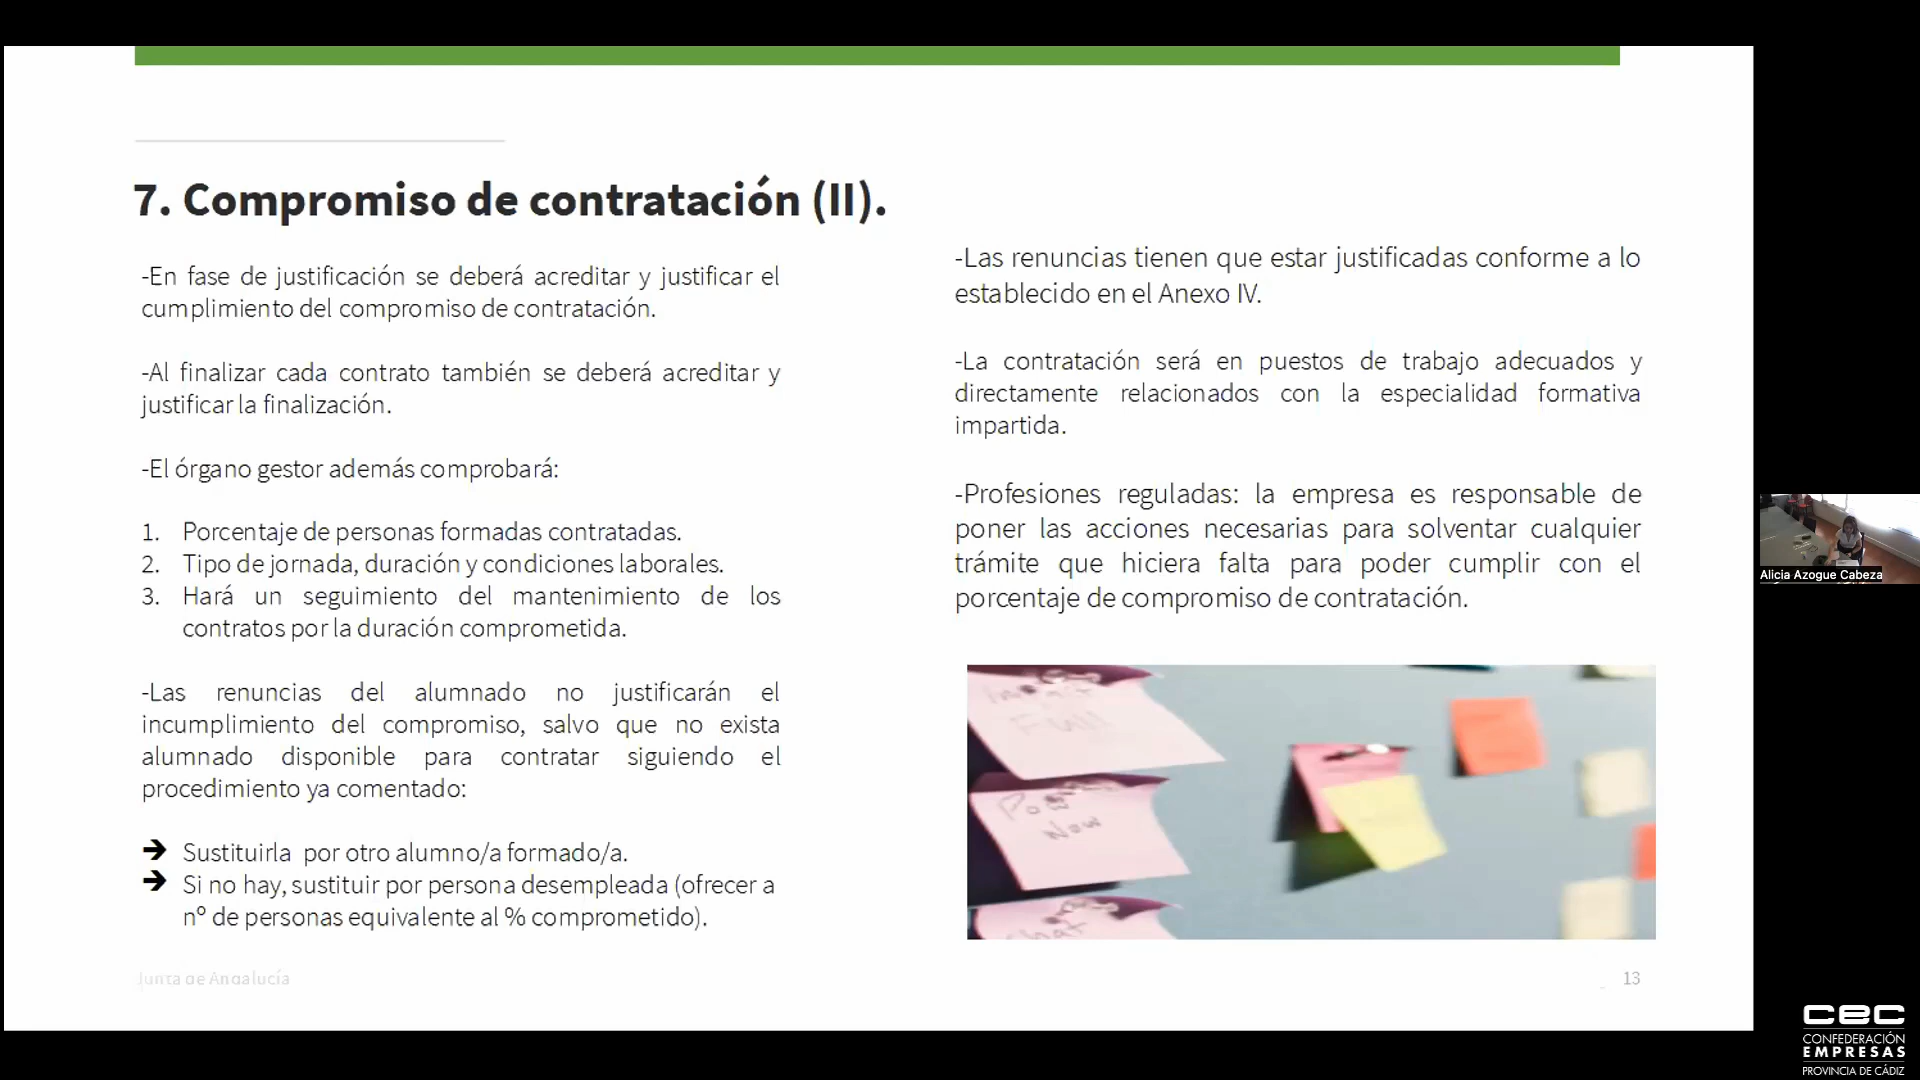 7. Compromiso de contratación (II).
-En fase de justificación se deberá acreditar y justificar el
cumplimiento del compromiso de contratación.
-Al finalizar cada contrato también se deberá acreditar y
justificar la finalización.
-El órgano gestor además comprobará:
1. Porcentaje de personas formadas contratadas.
2. Tipo de jornada, duración y condiciones laborales.
3. Hará un seguimiento del mantenimiento de los
contratos por la duración comprometida.
-Las renuncias del alumnado no justificarán el
incumplimiento del compromiso, salvo que no exista
alumnado disponible para contratar siguiendo el
procedimiento ya comentado:
➔ Sustituirla por otro alumno/a formado/a.
➔ Si no hay, sustituir por persona desempleada (ofrecer a
nº de personas equivalente al % comprometido).
-Las renuncias tienen que estar justificadas conforme a lo
establecido en el Anexo IV.
-La contratación será en puestos de trabajo adecuados y
directamente relacionados con la especialidad formativa
impartida.
-Profesiones reguladas: la empresa es responsable de
poner las acciones necesarias para solventar cualquier
trámite que hiciera falta para poder cumplir con el
porcentaje de compromiso de contratación.
Now
Junta de Andalucía
13
Alicia Azogue Cabeza
cec
CONFEDERACIÓN
EMPRESAS
PROVINCIA DE CÁDIZ